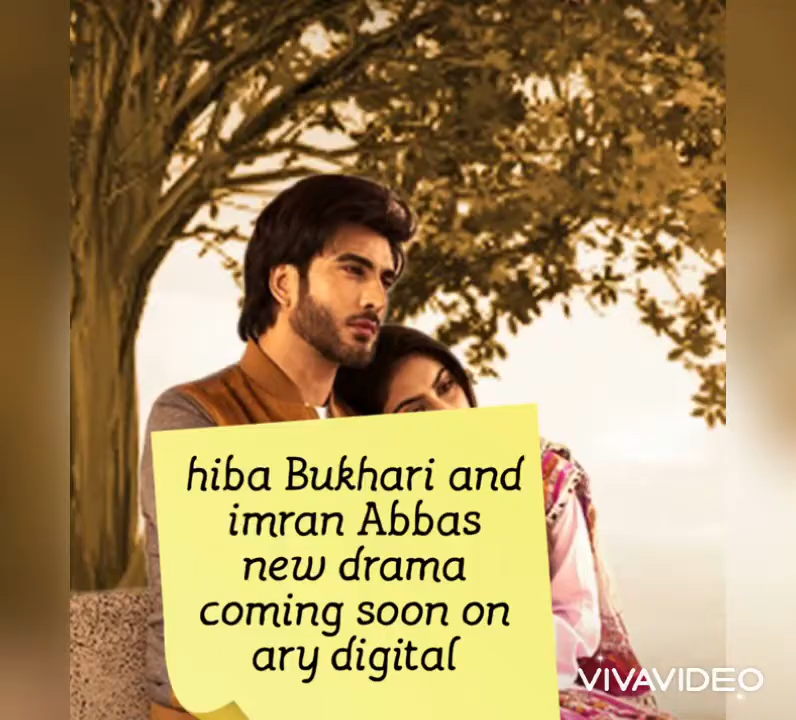 hiba Bukhari and
imran Abbas
new drama
coming soon on
ary digital
VIVAVIDEO